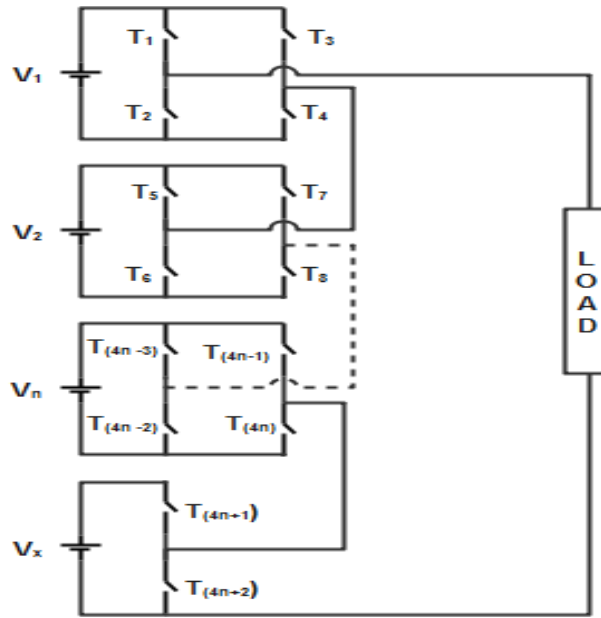 T₁ T₃
V₁
T₂ T₄
T₅ T₇
V₂
T₆ T₈
T₍₄ₙ₋₃₎ T₍₄ₙ₋₁₎
Vₙ
T₍₄ₙ₋₂₎ T₍₄ₙ₎
T₍₄ₙ₊₁₎
Vₓ
T₍₄ₙ₊₂₎
LOAD